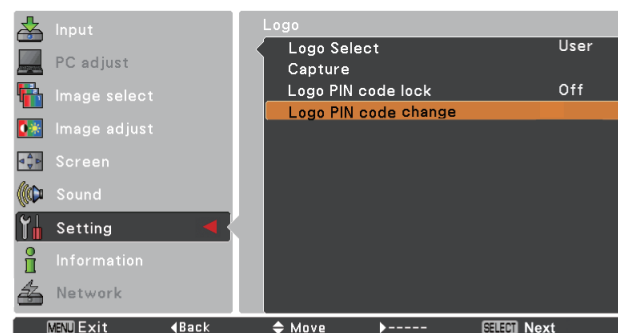 Input
PC adjust
Image select
Image adjust
Screen
Sound
Setting
Information
Network
Logo
Logo Select User
Capture
Logo PIN code lock Off
Logo PIN code change
MENU Exit Back Move ----- SELECT Next